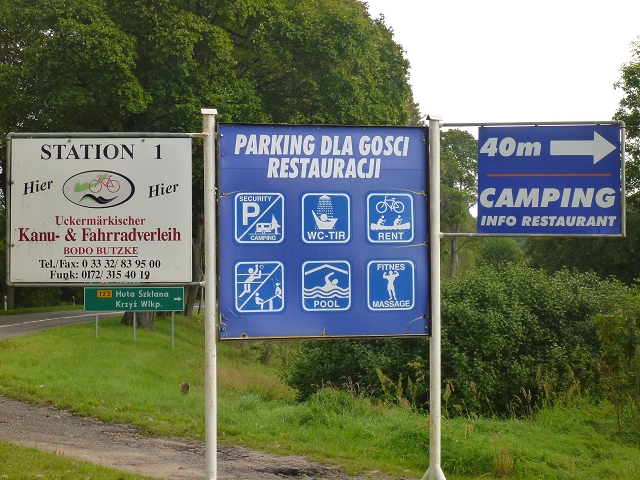 STATION 1
Hier
Hier
Uckermärkischer
Kanu- & Fahrradverleih
BODO BUTZKE
Tel./Fax: 0 33 32/ 83 95 00
Funk: 0172/ 315 40 19
123 Huta Szklana
Krzyż Wlkp.
PARKING DLA GOSCI
RESTAURACJI
SECURITY
P
CAMPING
WC-TIR
RENT
POOL
FITNES
MASSAGE
40m
CAMPING
INFO RESTAURANT